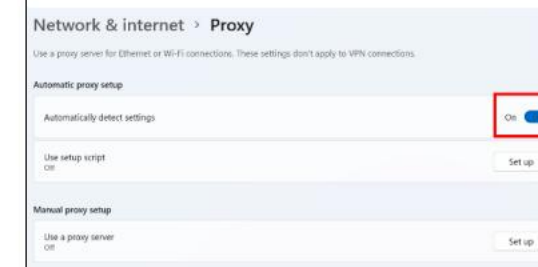 Network & internet > Proxy
Use a proxy server for Ethernet or Wi-Fi connections. These settings don't apply to VPN connections.
Automatic proxy setup
Automatically detect settings
On
Use setup script
Off
Set up
Manual proxy setup
Use a proxy server
Off
Set up